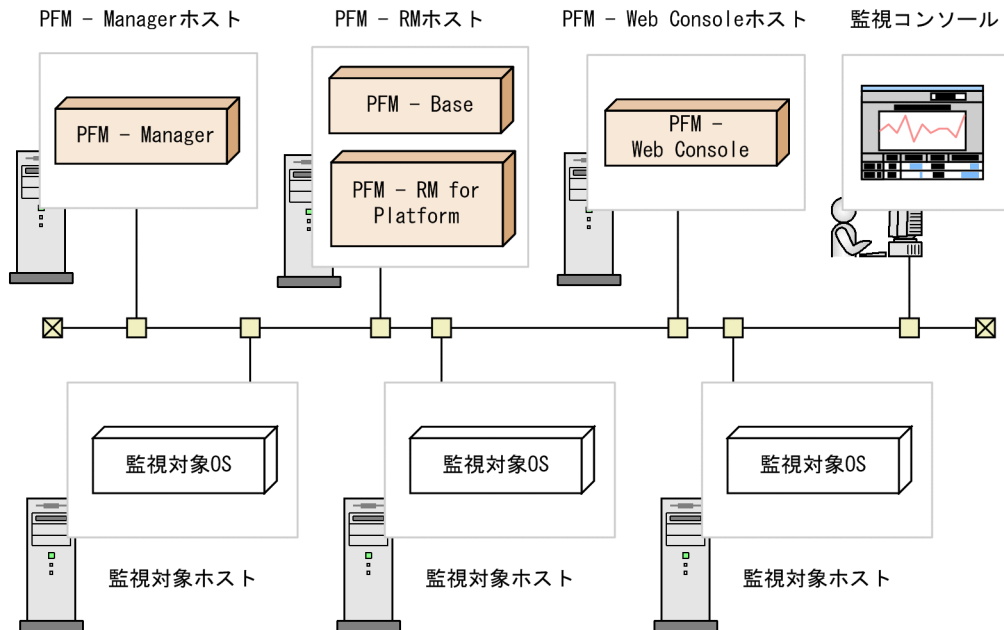 PFM - Managerホスト
PFM - RMホスト
PFM - Web Consoleホスト
監視コンソール
PFM - Manager
PFM - Base
PFM - RM for
Platform
PFM -
Web Console
監視対象OS
監視対象OS
監視対象OS
監視対象ホスト
監視対象ホスト
監視対象ホスト